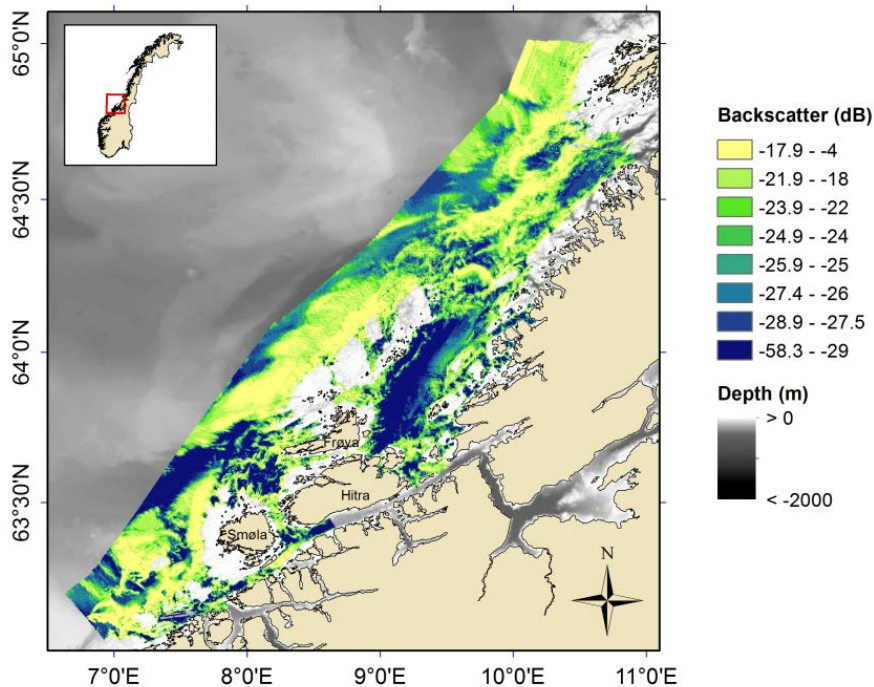 65°0'N
64°30'N
64°0'N
63°30'N
Frøya
Hitra
Smøla
N
7°0'E
8°0'E
9°0'E
10°0'E
11°0'E
Backscatter (dB)
-17.9 - -4
-21.9 - -18
-23.9 - -22
-24.9 - -24
-25.9 - -25
-27.4 - -26
-28.9 - -27.5
-58.3 - -29
Depth (m)
> 0
< -2000